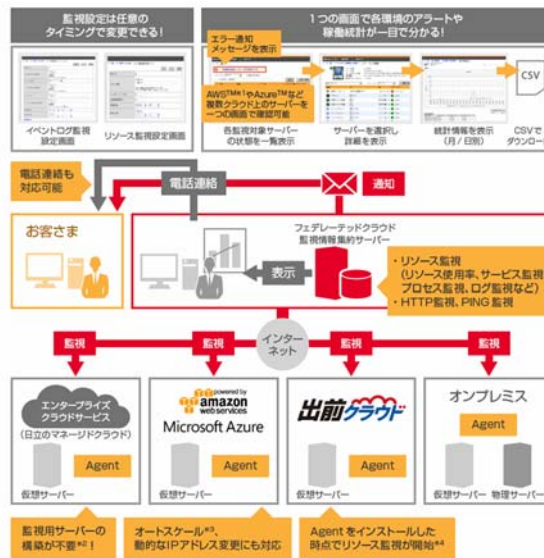 監視設定は任意の
タイミングで変更できる!
1つの画面で各環境のアラートや
稼働統計が一目で分かる!
エラー通知
メッセージを表示
AWS™*1やAzure™など
複数クラウド上のサーバーを
一つの画面で確認可能
CSV
イベントログ監視
設定画面
リソース監視設定画面
各監視対象サーバー
の状態を一覧表示
サーバーを選択し
詳細を表示
統計情報を表示
(月/日別)
CSVで
ダウンロード
電話連絡も
対応可能
電話連絡
通知
お客さま
フェデレーテッドクラウド
監視情報集約サーバー
表示
・リソース監視
(リソース使用率、サービス監視
プロセス監視、ログ監視など)
・HTTP監視、PING監視
インター
ネット
監視
監視
監視
監視
エンタープライズ
クラウドサービス
(日立のマネージドクラウド)
Agent
仮想サーバー
powered by
amazon
web services
Microsoft Azure
Agent
仮想サーバー
出前クラウド
Agent
仮想サーバー
オンプレミス
Agent
仮想サーバー
物理サーバー
監視用サーバーの
構築が不要*2!
オートスケール*3、
動的なIPアドレス変更にも対応
Agentをインストールした
時点でリソース監視が開始*4